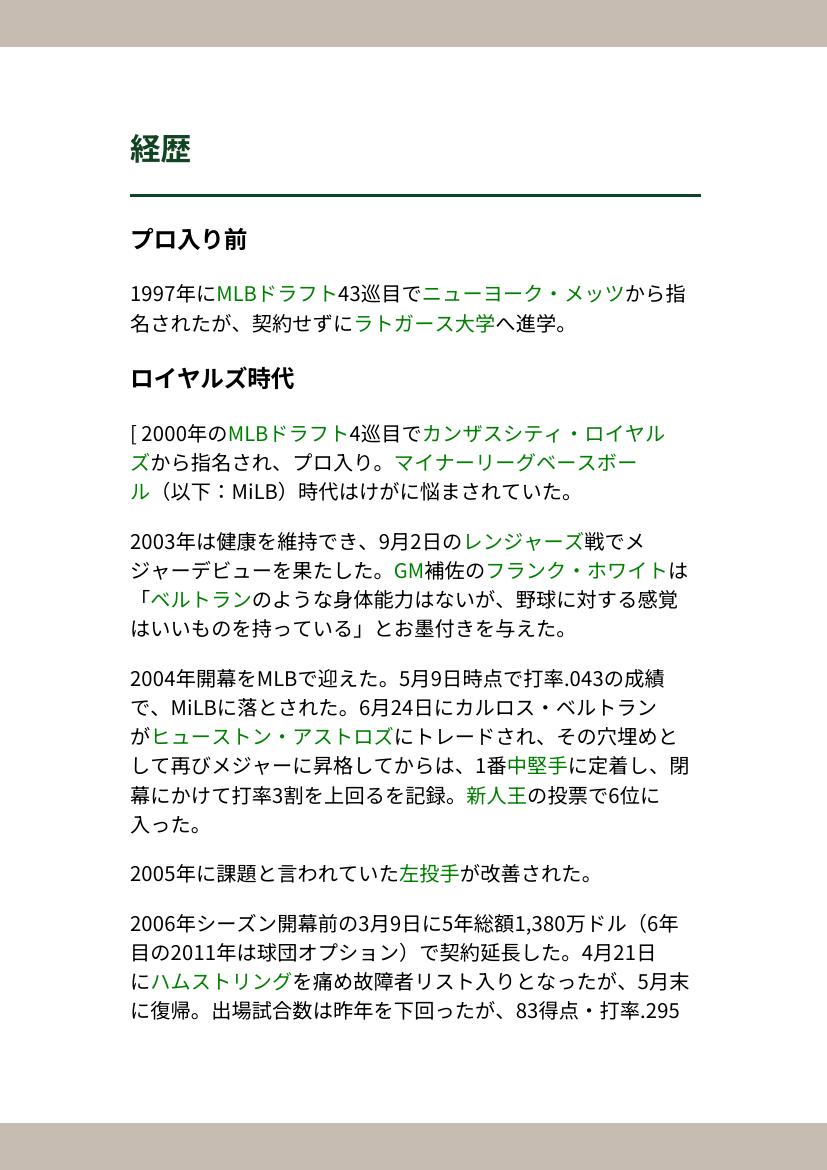 経歴
プロ入り前
1997年にMLBドラフト43巡目でニューヨーク・メッツから指
名されたが、契約せずにラトガース大学へ進学。
ロイヤルズ時代
[ 2000年のMLBドラフト4巡目でカンザスシティ・ロイヤル
ズから指名され、プロ入り。マイナーリーグベースボー
ル（以下：MiLB）時代はけがに悩まされていた。
2003年は健康を維持でき、9月2日のレンジャーズ戦でメ
ジャーデビューを果たした。GM補佐のフランク・ホワイトは
「ベルトランのような身体能力はないが、野球に対する感覚
はいいものを持っている」とお墨付きを与えた。
2004年開幕をMLBで迎えた。5月9日時点で打率.043の成績
で、MiLBに落とされた。6月24日にカルロス・ベルトラン
がヒューストン・アストロズにトレードされ、その穴埋めと
して再びメジャーに昇格してからは、1番中堅手に定着し、閉
幕にかけて打率3割を上回るを記録。新人王の投票で6位に
入った。
2005年に課題と言われていた左投手が改善された。
2006年シーズン開幕前の3月9日に5年総額1,380万ドル（6年
目の2011年は球団オプション）で契約延長した。4月21日
にハムストリングを痛め故障者リスト入りとなったが、5月末
に復帰。出場試合数は昨年を下回ったが、83得点・打率.295